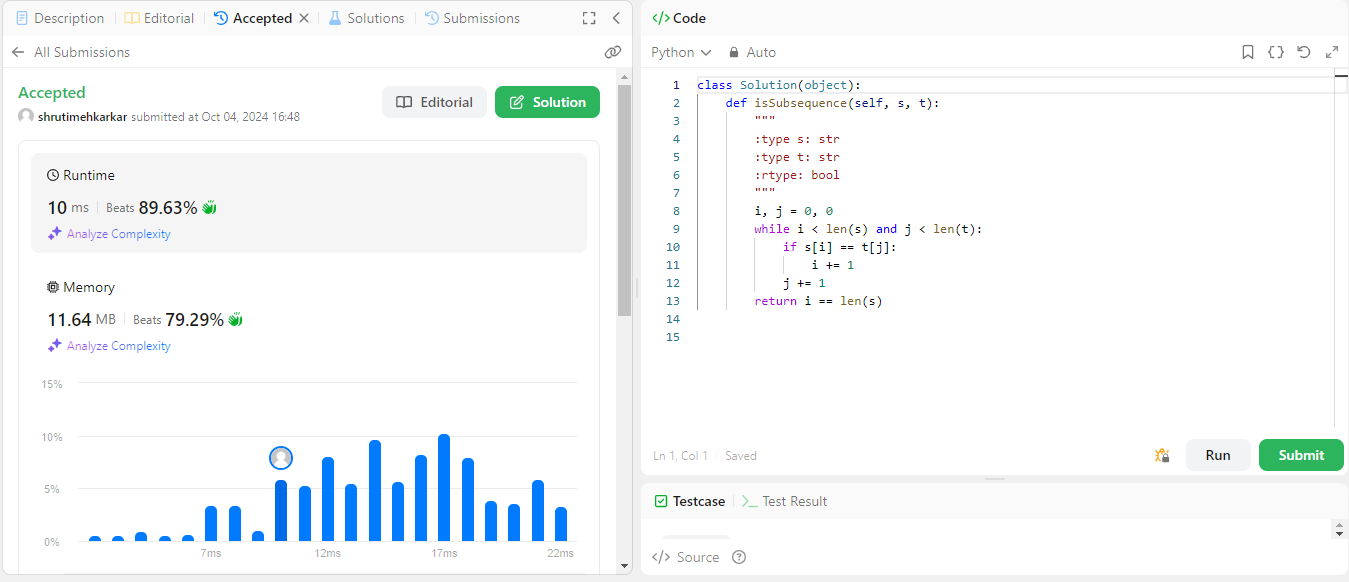 Description
Editorial
Accepted
Solutions
Submissions
All Submissions
Accepted
shrutimehkarkar submitted at Oct 04, 2024 16:48
Editorial
Solution
Runtime
10 ms
Beats 89.63%
Analyze Complexity
Memory
11.64 MB
Beats 79.29%
Analyze Complexity
15%
10%
5%
0%
7ms
12ms
17ms
22ms
</> Code
Python
Auto
1 class Solution(object):
2 def isSubsequence(self, s, t):
3 """
4 :type s: str
5 :type t: str
6 :rtype: bool
7 """
8 i, j = 0, 0
9 while i < len(s) and j < len(t):
10 if s[i] == t[j]:
11 i += 1
12 j += 1
13 return i == len(s)
14
15
Ln 1, Col 1
Saved
Run
Submit
Testcase
Test Result
</> Source